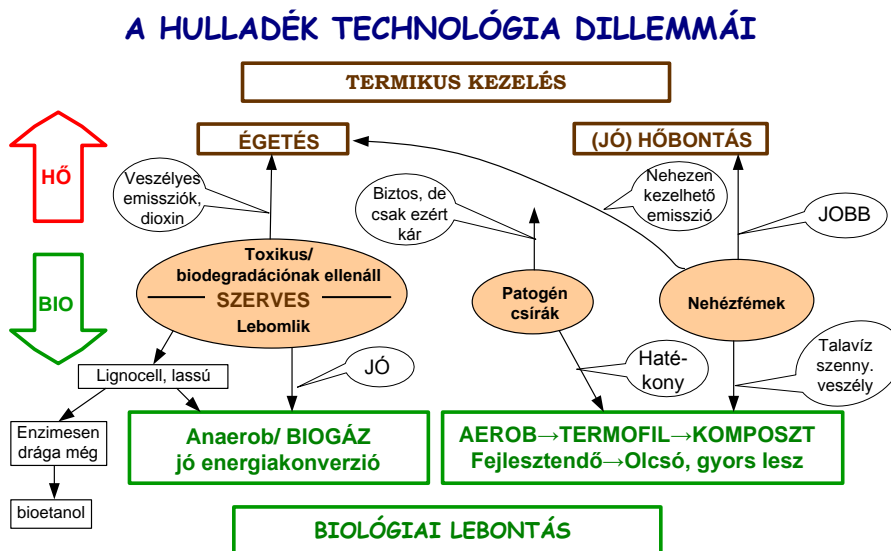 A HULLADÉK TECHNOLÓGIA DILLEMMÁI
TERMIKUS KEZELÉS
ÉGETÉS
(JÓ) HŐBONTÁS
HŐ
Veszélyes
emissziók,
dioxin
Biztos, de
csak ezért
kár
Nehezen
kezelhető
emisszió
JOBB
Toxikus/
biodegradációnak ellenáll
SZERVES
Lebomlik
Patogén
csírák
Nehézfémek
BIO
Lignocell, lassú
JÓ
Haté-
kony
Talavíz
szenny.
veszély
Enzimesen
drága még
bioetanol
Anaerob/ BIOGÁZ
jó energiakonverzió
AEROB→TERMOFIL→KOMPOSZT
Fejlesztendő→Olcsó, gyors lesz
BIOLÓGIAI LEBONTÁS